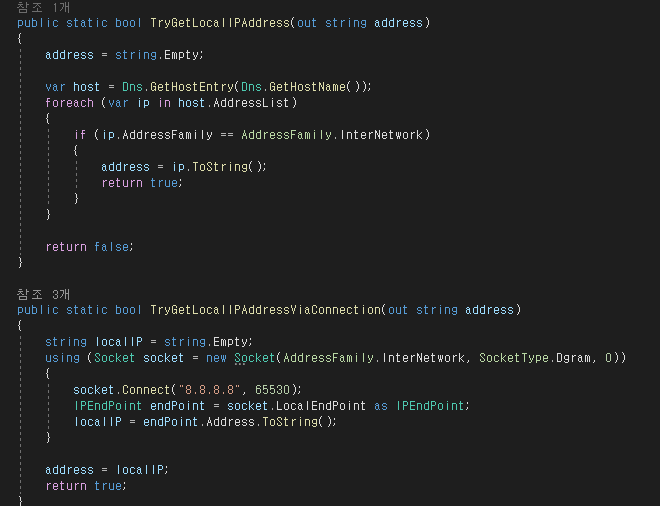 참조 1개
public static bool TryGetLocalIPAddress(out string address)
{
    address = string.Empty;

    var host = Dns.GetHostEntry(Dns.GetHostName());
    foreach (var ip in host.AddressList)
    {
        if (ip.AddressFamily == AddressFamily.InterNetwork)
        {
            address = ip.ToString();
            return true;
        }
    }

    return false;
}

참조 3개
public static bool TryGetLocalIPAddressViaConnection(out string address)
{
    string localIP = string.Empty;
    using (Socket socket = new Socket(AddressFamily.InterNetwork, SocketType.Dgram, 0))
    {
        socket.Connect("8.8.8.8", 65530);
        IPEndPoint endPoint = socket.LocalEndPoint as IPEndPoint;
        localIP = endPoint.Address.ToString();
    }

    address = localIP;
    return true;
}